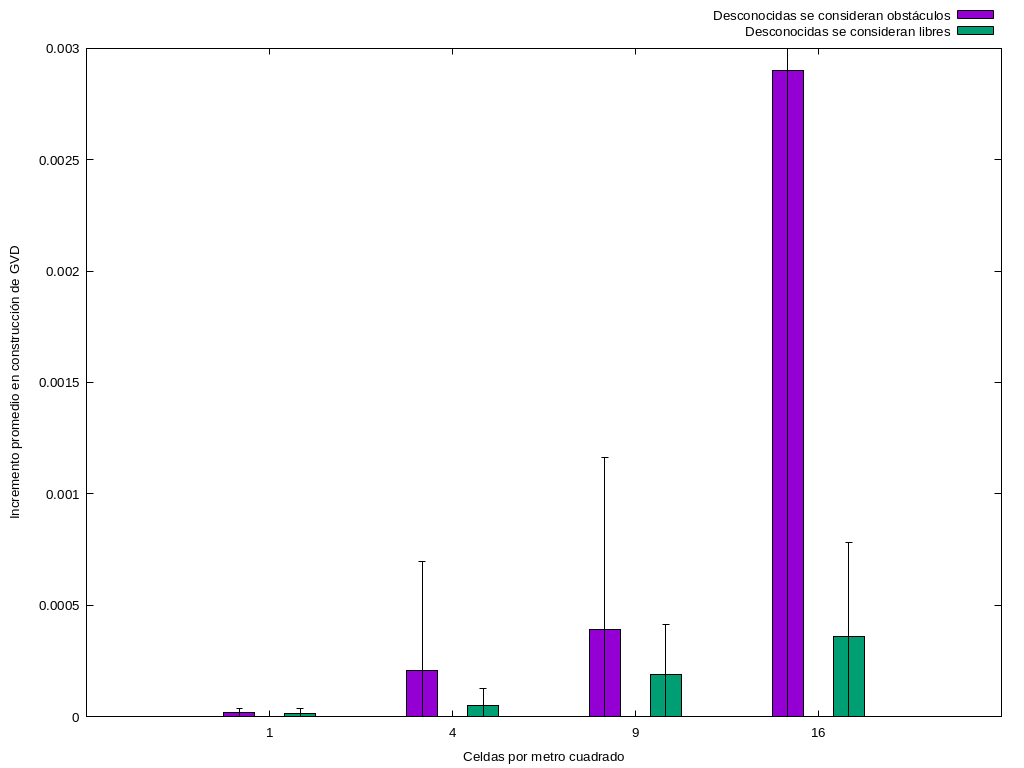 Desconocidas se consideran obstáculos
Desconocidas se consideran libres
0.003
0.0025
0.002
0.0015
0.001
0.0005
0
Incremento promedio en construcción de GVD
1 4 9 16
Celdas por metro cuadrado